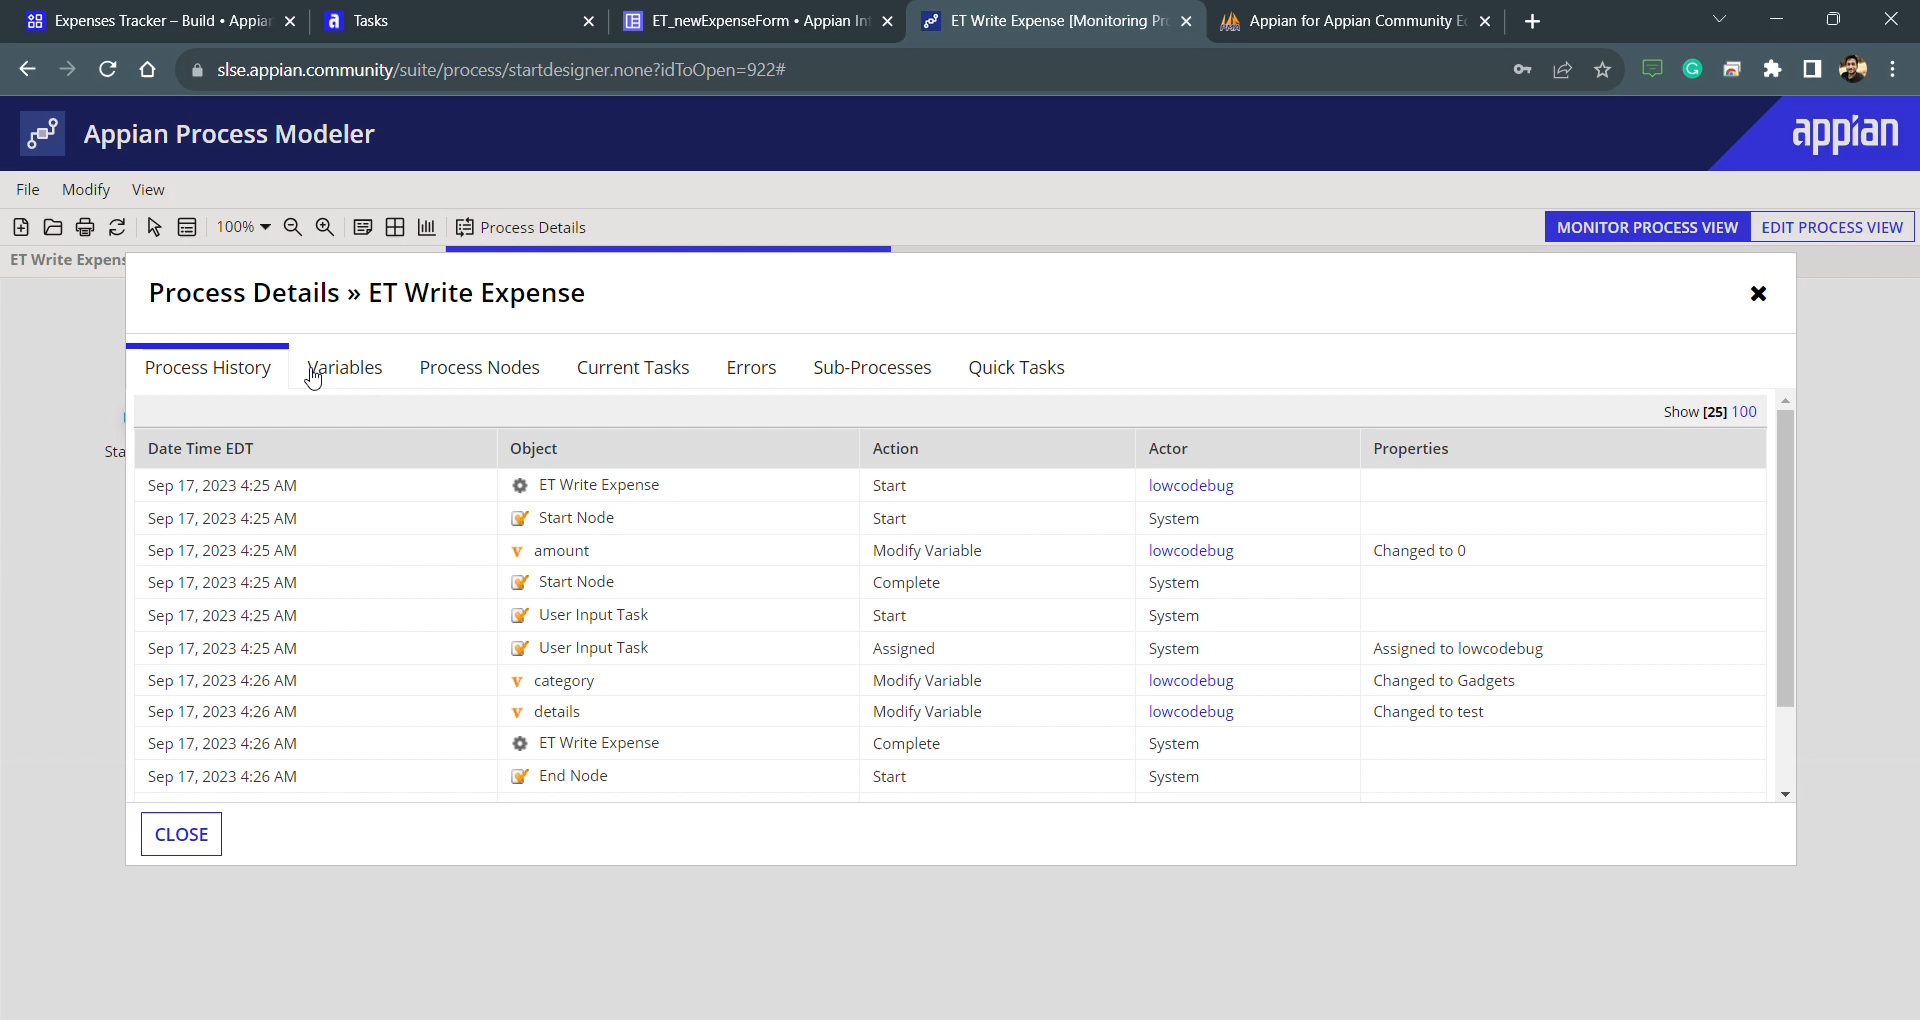 Expenses Tracker – Build • Appian
Tasks
ET_newExpenseForm • Appian In
ET Write Expense [Monitoring Pr
Appian for Appian Community E
slse.appian.community/suite/process/startdesigner.none?idToOpen=922#
Appian Process Modeler
appian
File Modify View
100% Process Details MONITOR PROCESS VIEW EDIT PROCESS VIEW
ET Write Expens
Process Details » ET Write Expense
Process History Variables Process Nodes Current Tasks Errors Sub-Processes Quick Tasks
Show [25] 100
Date Time EDT Object Action Actor Properties
Sep 17, 2023 4:25 AM ET Write Expense Start lowcodebug
Sep 17, 2023 4:25 AM Start Node Start System
Sep 17, 2023 4:25 AM amount Modify Variable lowcodebug Changed to 0
Sep 17, 2023 4:25 AM Start Node Complete System
Sep 17, 2023 4:25 AM User Input Task Start System
Sep 17, 2023 4:25 AM User Input Task Assigned System Assigned to lowcodebug
Sep 17, 2023 4:26 AM category Modify Variable lowcodebug Changed to Gadgets
Sep 17, 2023 4:26 AM details Modify Variable lowcodebug Changed to test
Sep 17, 2023 4:26 AM ET Write Expense Complete System
Sep 17, 2023 4:26 AM End Node Start System
Sta
CLOSE